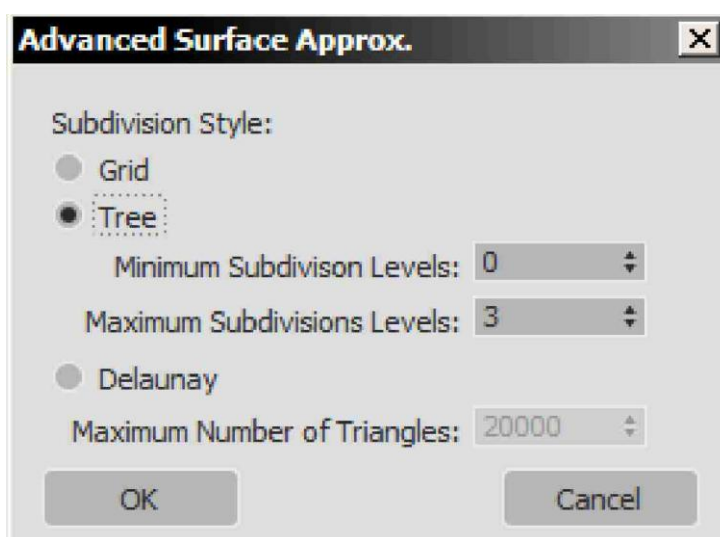 Advanced Surface Approx.
Subdivision Style:
Grid
Tree
Minimum Subdivison Levels: 0
Maximum Subdivisions Levels: 3
Delaunay
Maximum Number of Triangles: 20000
OK Cancel